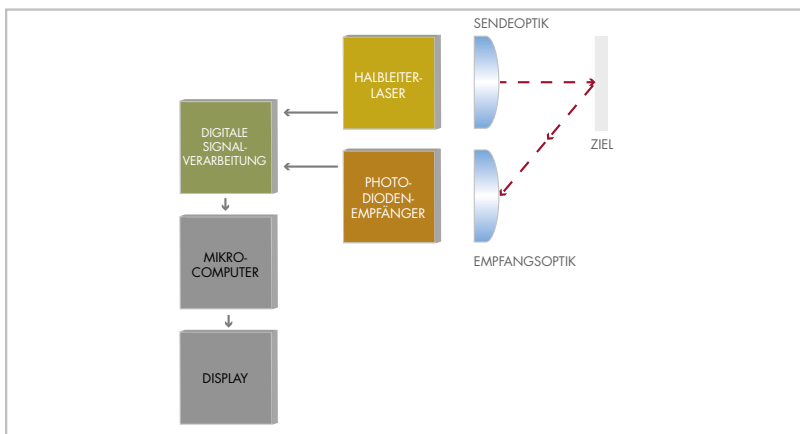 SENDEOPTIK
HALBLEITER-
LASER
DIGITALE
SIGNAL-
VERARBEITUNG
ZIEL
PHOTO-
DIODEN-
EMPFÄNGER
MIKRO-
COMPUTER
EMPFANGSOPTIK
DISPLAY